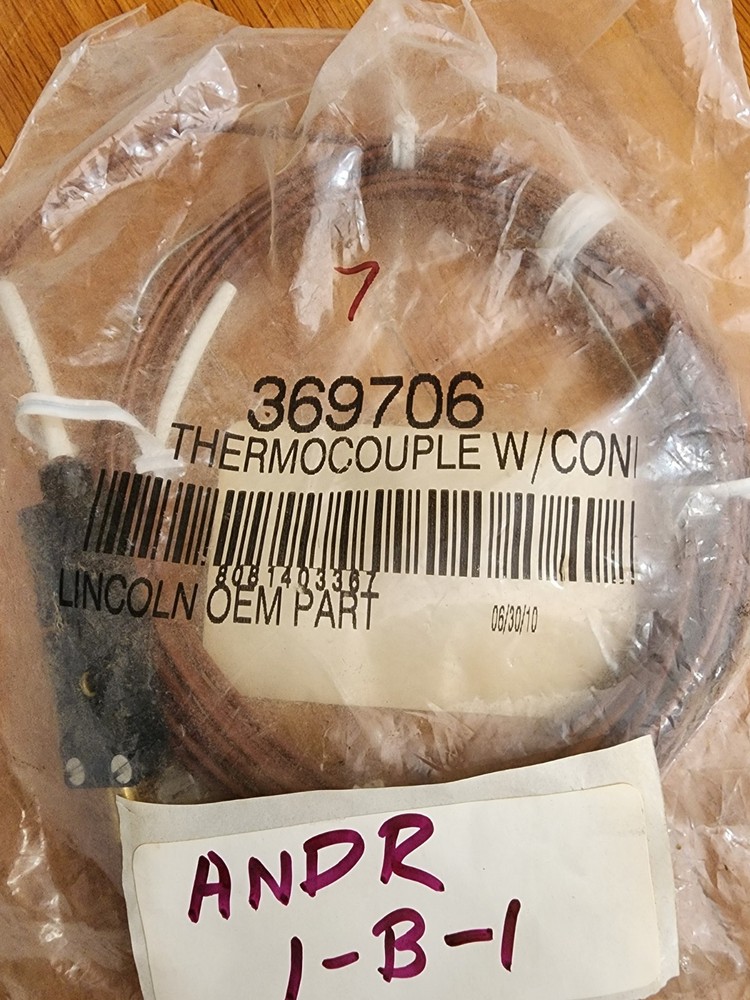 7
369706
THERMOCOUPLE W/CON
8081403367
LINCOLN OEM PART
06/30/10
ANDR
1-B-1